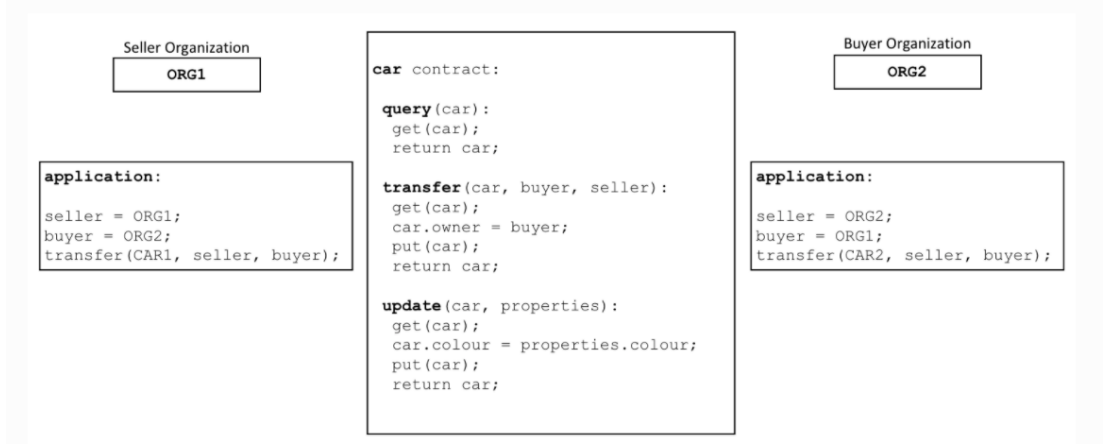 Seller Organization
ORG1
application:
seller = ORG1;
buyer = ORG2;
transfer(CAR1, seller, buyer);
car contract:
query(car):
get(car);
return car;
transfer(car, buyer, seller):
get(car);
car.owner = buyer;
put(car);
return car;
update(car, properties):
get(car);
car.colour = properties.colour;
put(car);
return car;
Buyer Organization
ORG2
application:
seller = ORG2;
buyer = ORG1;
transfer(CAR2, seller, buyer);